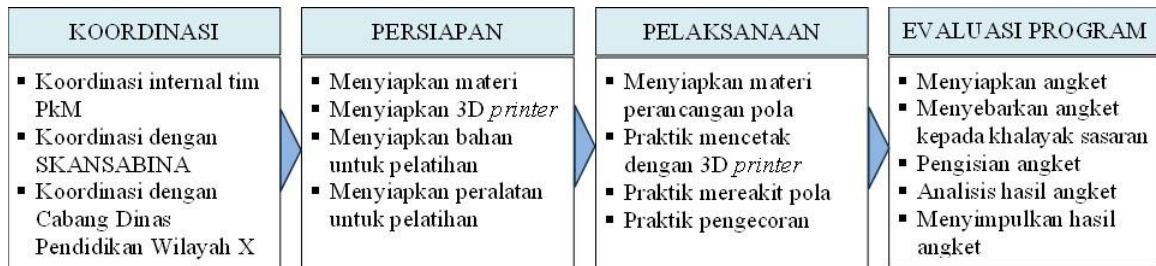 KOORDINASI
▪ Koordinasi internal tim
PkM
▪ Koordinasi dengan
SKANSABINA
▪ Koordinasi dengan
Cabang Dinas
Pendidikan Wilayah X
PERSIAPAN
▪ Menyiapkan materi
▪ Menyiapkan 3D printer
▪ Menyiapkan bahan
untuk pelatihan
▪ Menyiapkan peralatan
untuk pelatihan
PELAKSANAAN
▪ Menyiapkan materi
perancangan pola
▪ Praktik mencetak
dengan 3D printer
▪ Praktik mereakit pola
▪ Praktik pengecoran
EVALUASI PROGRAM
▪ Menyiapkan angket
▪ Menyebarkan angket
kepada khalayak sasaran
▪ Pengisian angket
▪ Analisis hasil angket
▪ Menyimpulkan hasil
angket